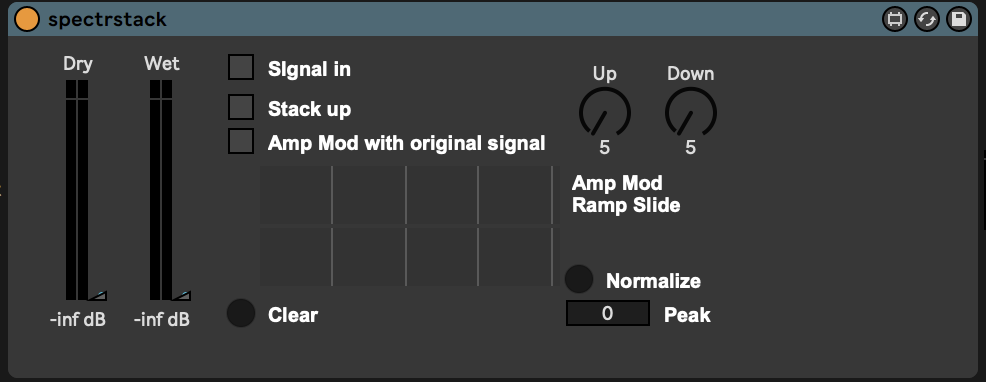 spectrstack
Dry Wet
SIgnal in
Stack up
Amp Mod with original signal
Up Down
5 5
Amp Mod
Ramp Slide
Normalize
0 Peak
Clear
-inf dB -inf dB